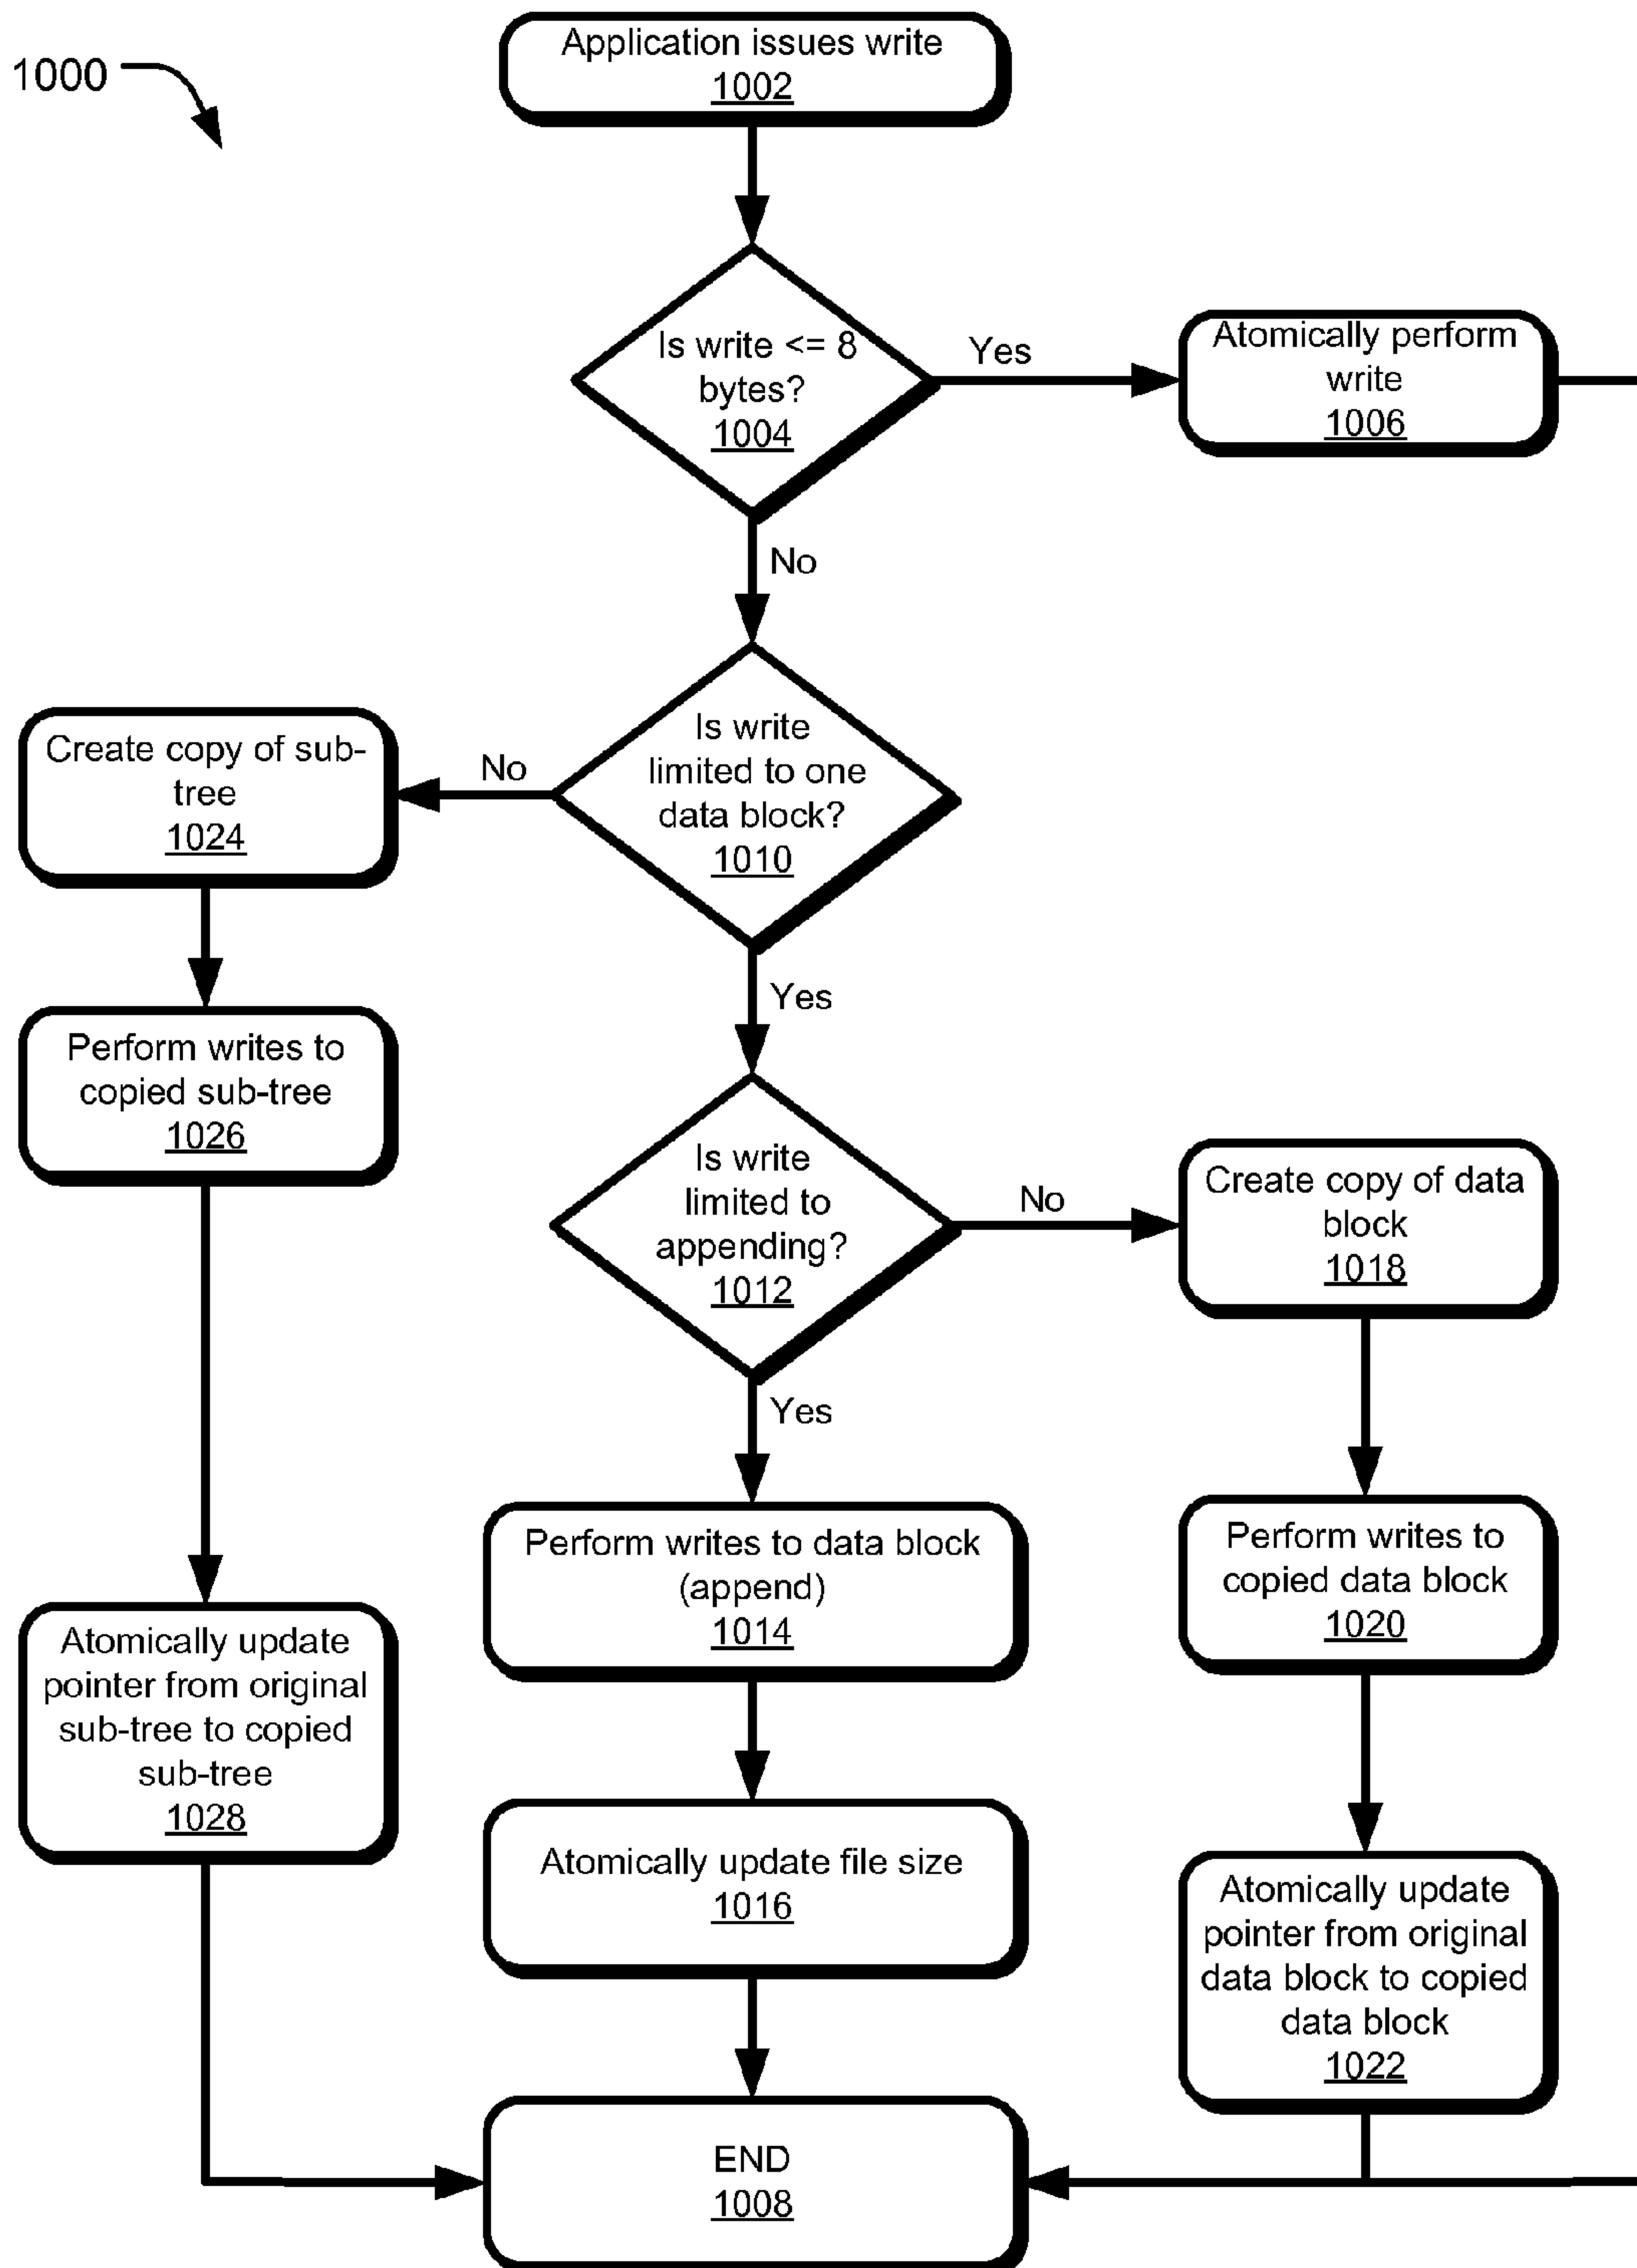 1000
Application issues write
1002
Is write <= 8
bytes?
1004
Yes
Atomically perform
write
1006
No
Is write
limited to one
data block?
1010
No
Create copy of sub-
tree
1024
Yes
Perform writes to
copied sub-tree
1026
Is write
limited to
appending?
1012
No
Create copy of data
block
1018
Yes
Perform writes to data block
(append)
1014
Perform writes to
copied data block
1020
Atomically update
pointer from original
sub-tree to copied
sub-tree
1028
Atomically update file size
1016
Atomically update
pointer from original
data block to copied
data block
1022
END
1008